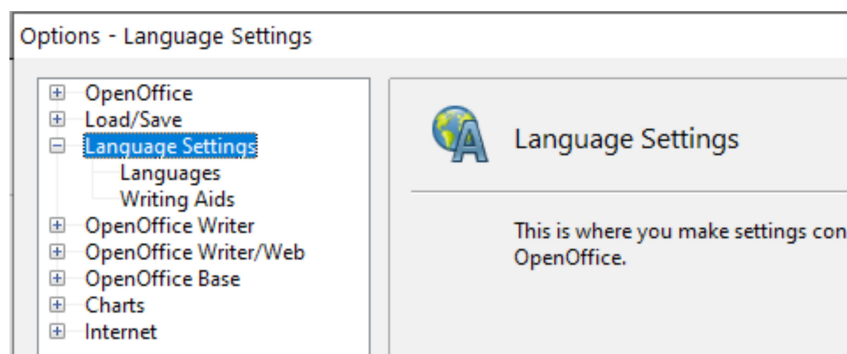 Options - Language Settings
OpenOffice
Load/Save
Language Settings
Languages
Writing Aids
OpenOffice Writer
OpenOffice Writer/Web
OpenOffice Base
Charts
Internet
Language Settings
This is where you make settings con
OpenOffice.